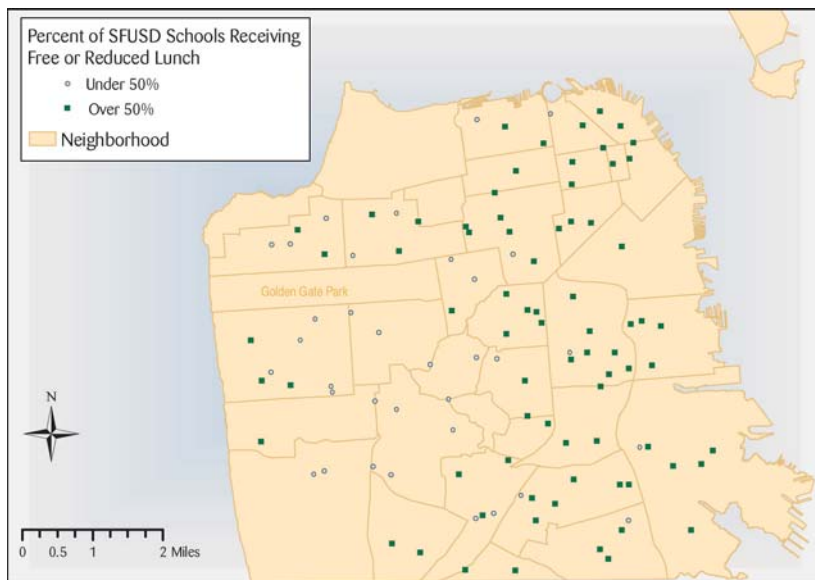 Percent of SFUSD Schools Receiving
Free or Reduced Lunch
Under 50%
Over 50%
Neighborhood
Golden Gate Park
N
0 0.5 1 2 Miles